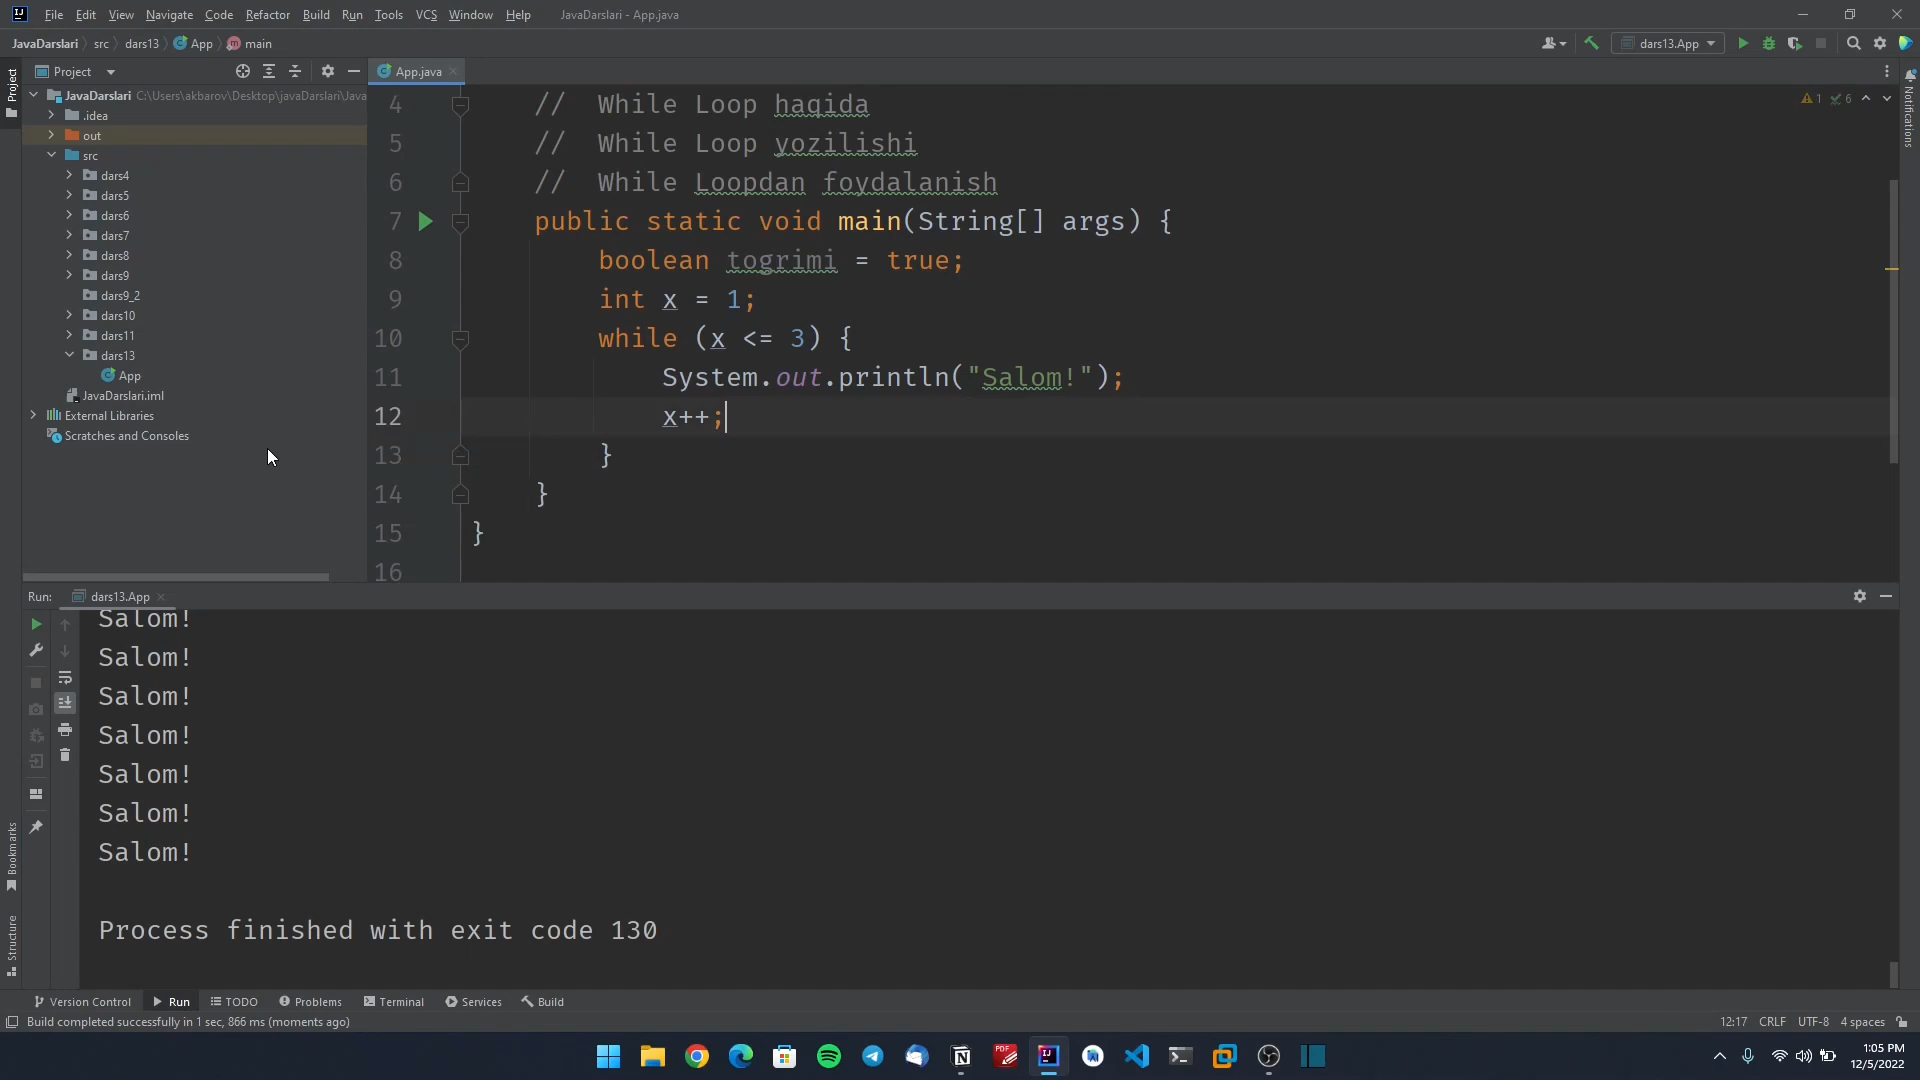 File Edit View Navigate Code Refactor Build Run Tools VCS Window Help JavaDarslari - App.java
JavaDarslari src dars13 App main
dars13.App
Project
App.java
JavaDarslari C:\Users\akbarov\Desktop\javaDarslari\Java
.idea
out
src
dars4
dars5
dars6
dars7
dars8
dars9
dars9_2
dars10
dars11
dars13
App
JavaDarslari.iml
External Libraries
Scratches and Consoles
Project
Bookmarks
Structure
Notifications
1 6
4 // While Loop haqida
5 // While Loop yozilishi
6 // While Loopdan foydalanish
7 public static void main(String[] args) {
8 boolean togrimi = true;
9 int x = 1;
10 while (x <= 3) {
11 System.out.println("Salom!");
12 x++;
13 }
14 }
15 }
16
Run: dars13.App
Salom!
Salom!
Salom!
Salom!
Salom!
Salom!
Salom!
Process finished with exit code 130
Version Control Run TODO Problems Terminal Services Build
Build completed successfully in 1 sec, 866 ms (moments ago)
12:17 CRLF UTF-8 4 spaces
1:05 PM
12/5/2022